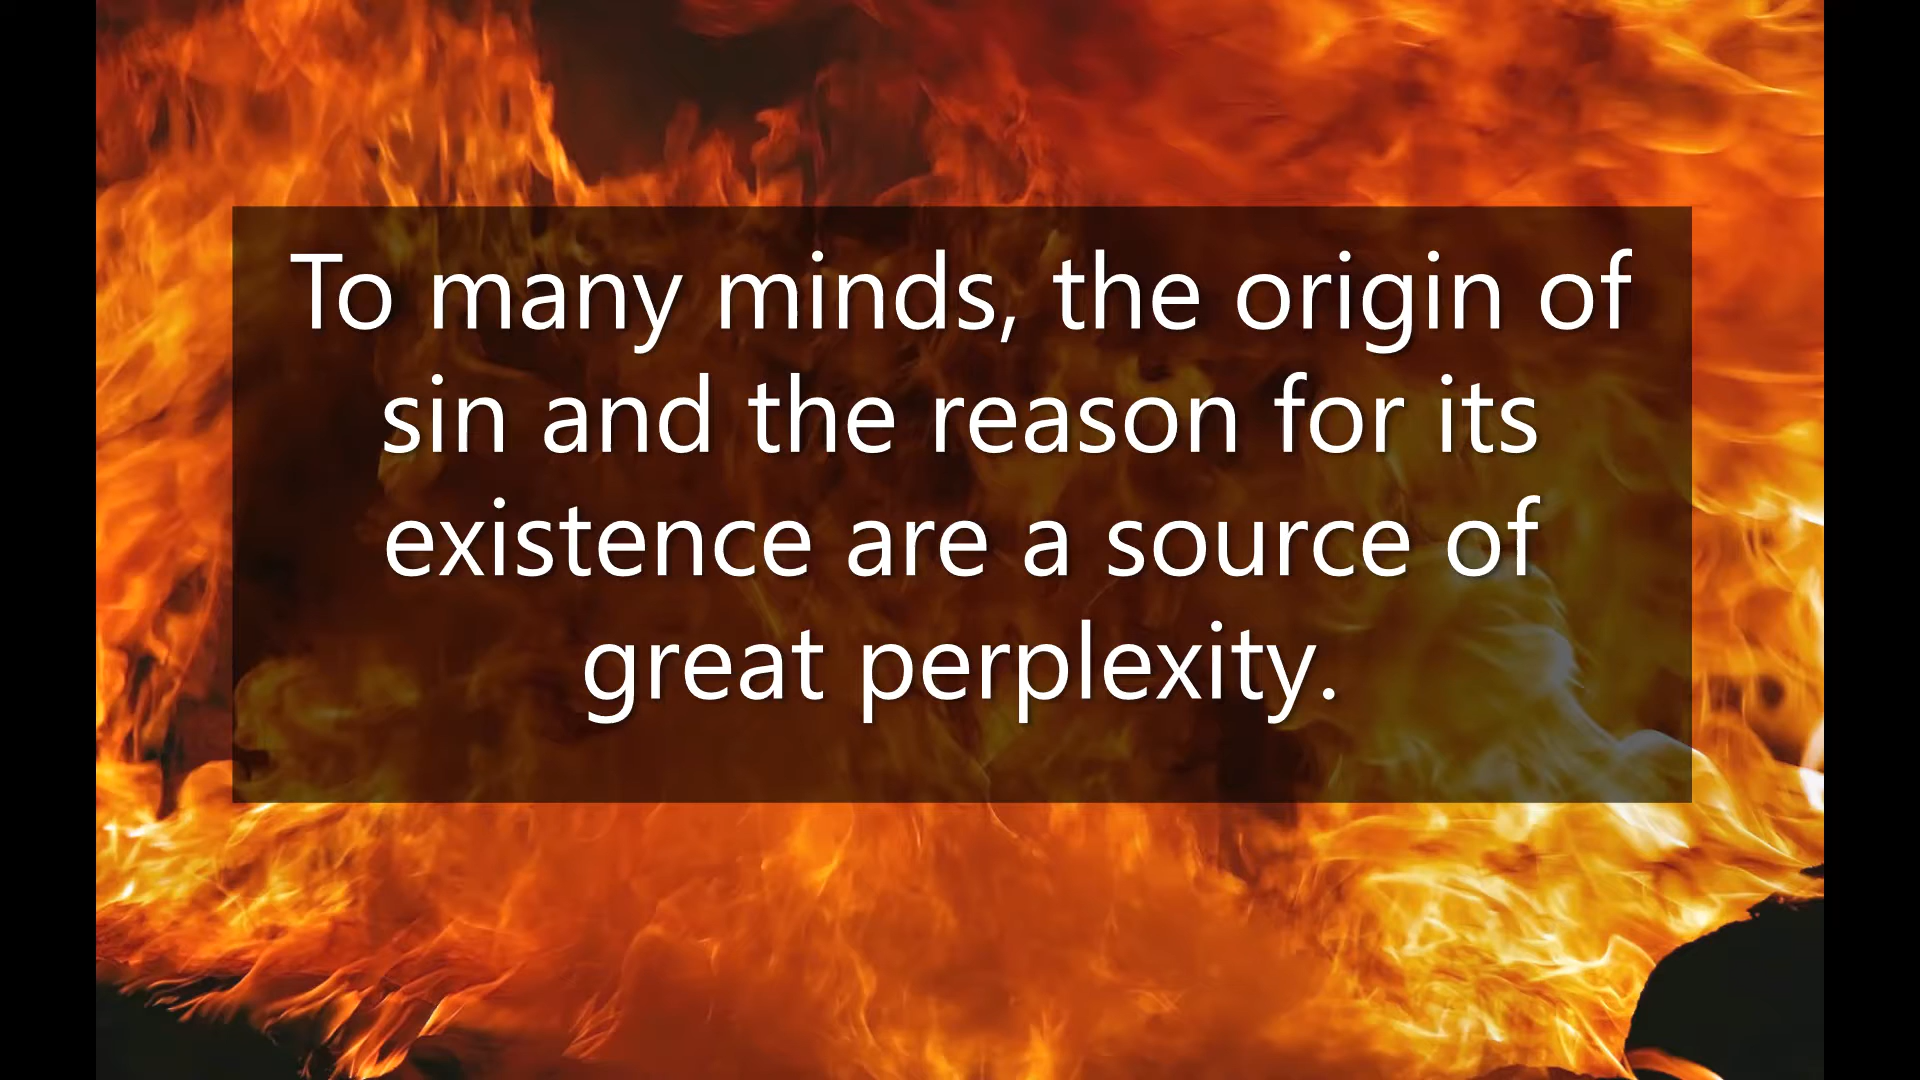 To many minds, the origin of
sin and the reason for its
existence are a source of
great perplexity.